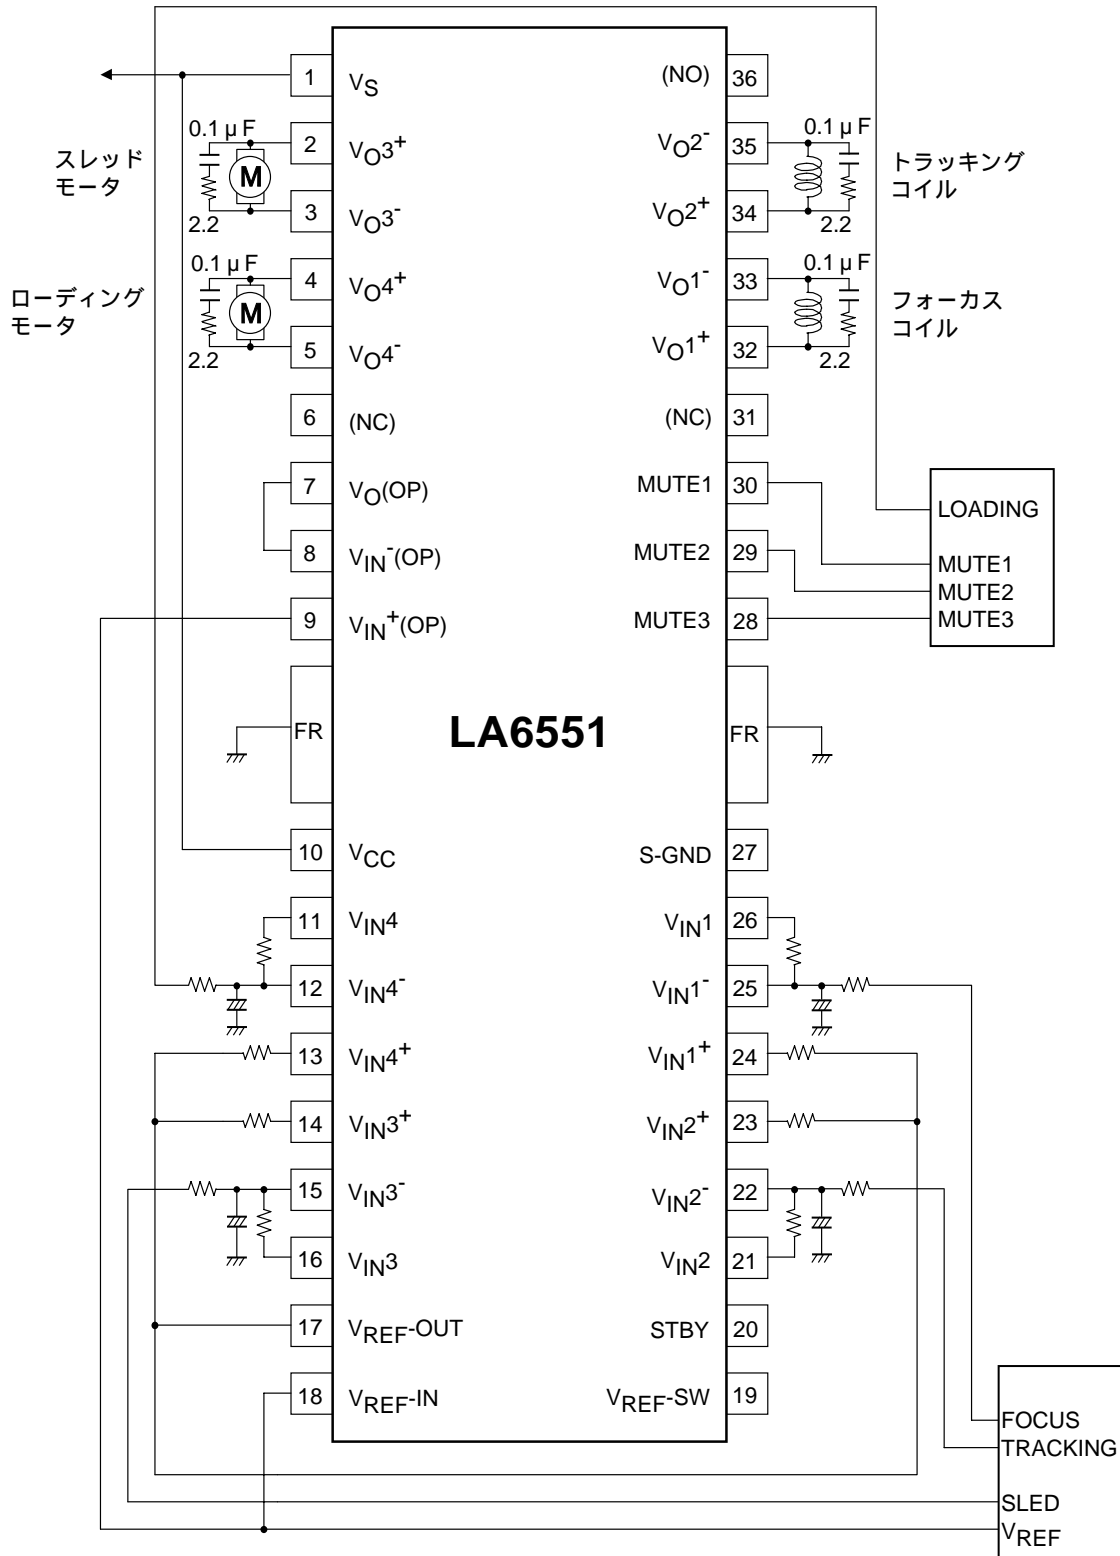 1
VS
(NO)
36
0.1 μF
スレッド
モータ
M
2.2
2
VO3+
3
VO3-
VO2-
35
VO2+
34
0.1 μF
2.2
トラッキング
コイル
0.1 μF
ローディング
モータ
M
2.2
4
VO4+
5
VO4-
VO1-
33
VO1+
32
0.1 μF
2.2
フォーカス
コイル
6
(NC)
(NC)
31
7
VO(OP)
MUTE1
30
8
VIN-(OP)
MUTE2
29
9
VIN+(OP)
MUTE3
28
LOADING
MUTE1
MUTE2
MUTE3
FR
LA6551
FR
10
VCC
S-GND
27
11
VIN4
VIN1
26
12
VIN4-
VIN1-
25
13
VIN4+
VIN1+
24
14
VIN3+
VIN2+
23
15
VIN3-
VIN2-
22
16
VIN3
VIN2
21
17
VREF-OUT
STBY
20
18
VREF-IN
VREF-SW
19
FOCUS
TRACKING
SLED
VREF